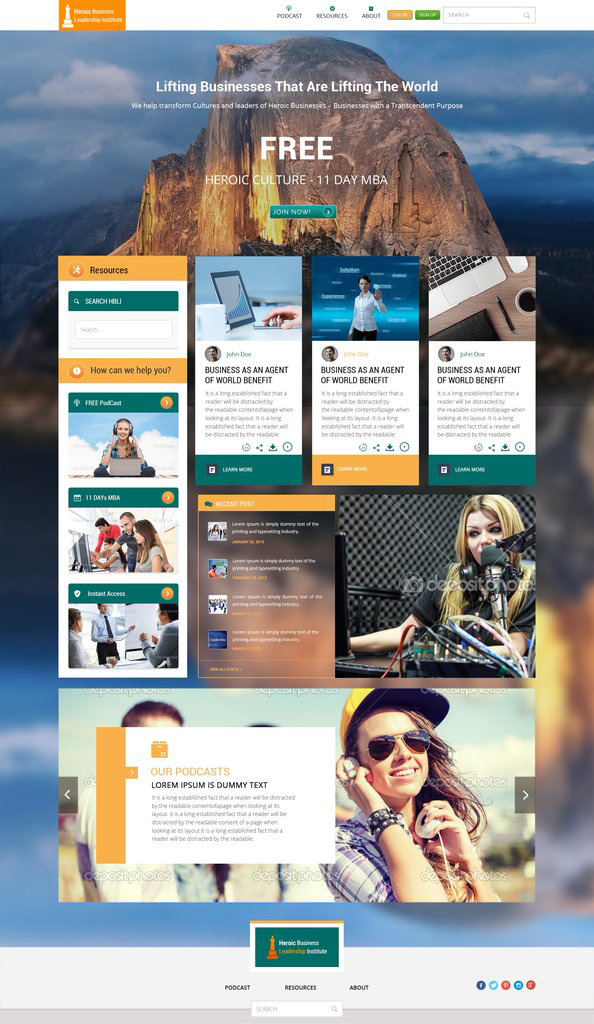 Heroic Business
Leadership Institute
PODCAST
RESOURCES
ABOUT
LOG IN
SIGN UP
SEARCH
Lifting Businesses That Are Lifting The World
We help transform Cultures and leaders of Heroic Businesses - Businesses with a Transcendent Purpose
FREE
HEROIC CULTURE - 11 DAY MBA
JOIN NOW!
Resources
SEARCH HBLI
Search...
How can we help you?
FREE PodCast
11 DAYs MBA
Instant Access
John Doe
BUSINESS AS AN AGENT
OF WORLD BENEFIT
It is a long established fact that a
reader will be distracted by
the readable contentofapage when
looking at its layout. It is a long
established fact that a reader will
be distracted by the readable
LEARN MORE
Solution
Experience
Business
John Doe
BUSINESS AS AN AGENT
OF WORLD BENEFIT
It is a long established fact that a
reader will be distracted by
the readable contentofapage when
looking at its layout. It is a long
established fact that a reader will
be distracted by the readable
LEARN MORE
John Doe
BUSINESS AS AN AGENT
OF WORLD BENEFIT
It is a long established fact that a
reader will be distracted by
the readable contentofapage when
looking at its layout. It is a long
established fact that a reader will
be distracted by the readable
LEARN MORE
RECENT POST
Lorem Ipsum is simply dummy text of the
printing and typesetting industry.
JANUARY 23, 2015
Lorem Ipsum is simply dummy text of the
printing and typesetting industry.
Lorem Ipsum is simply dummy text of the
printing and typesetting industry.
Leadership
Lorem Ipsum is simply dummy text of the
printing and typesetting industry.
VIEW ALL POSTS
depositphotos
depositphotos
depositphotos
depositphotos
OUR PODCASTS
LOREM IPSUM IS DUMMY TEXT
It is a long established fact that a reader will be distracted
by the readable contentofapage when looking at its
layout. It is a long established fact that a reader will be
distracted by the readable content of a page when
looking at its layout.It is a long established fact that a
reader will be distracted by the readable.
depositphotos
depositphotos
depositphotos
Heroic Business
Leadership Institute
PODCAST
RESOURCES
ABOUT
SEARCH